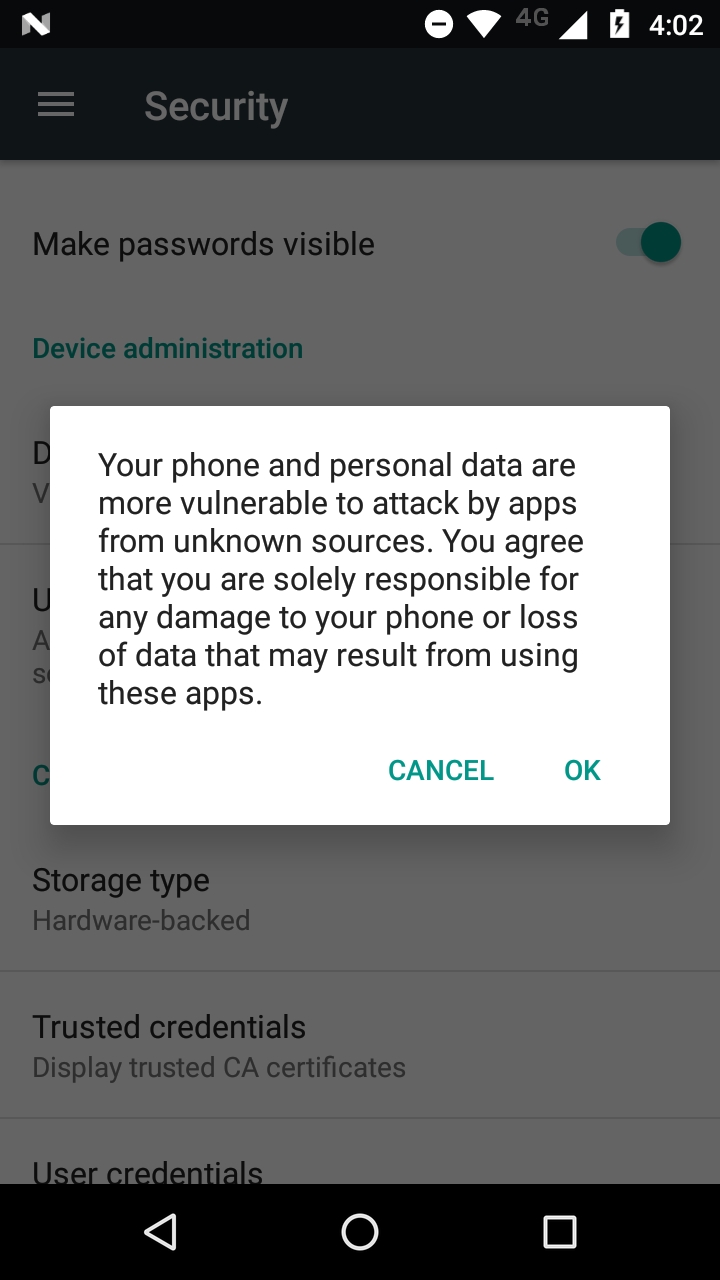 4G 4:02
Security
Make passwords visible
Device administration
Your phone and personal data are
more vulnerable to attack by apps
from unknown sources. You agree
that you are solely responsible for
any damage to your phone or loss
of data that may result from using
these apps.
CANCEL OK
Storage type
Hardware-backed
Trusted credentials
Display trusted CA certificates
User credentials